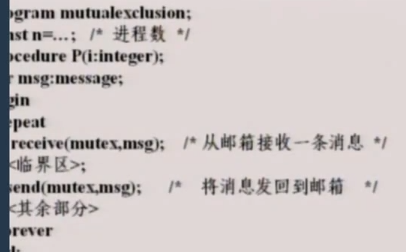 ogram mutualexclusion;
nst n=...; /* 进程数 */
ocedure P(i:integer);
r msg:message;
gin
epeat
receive(mutex,msg); /* 从邮箱接收一条消息 */
<临界区>;
send(mutex,msg); /* 将消息发回到邮箱 */
<其余部分>
orever